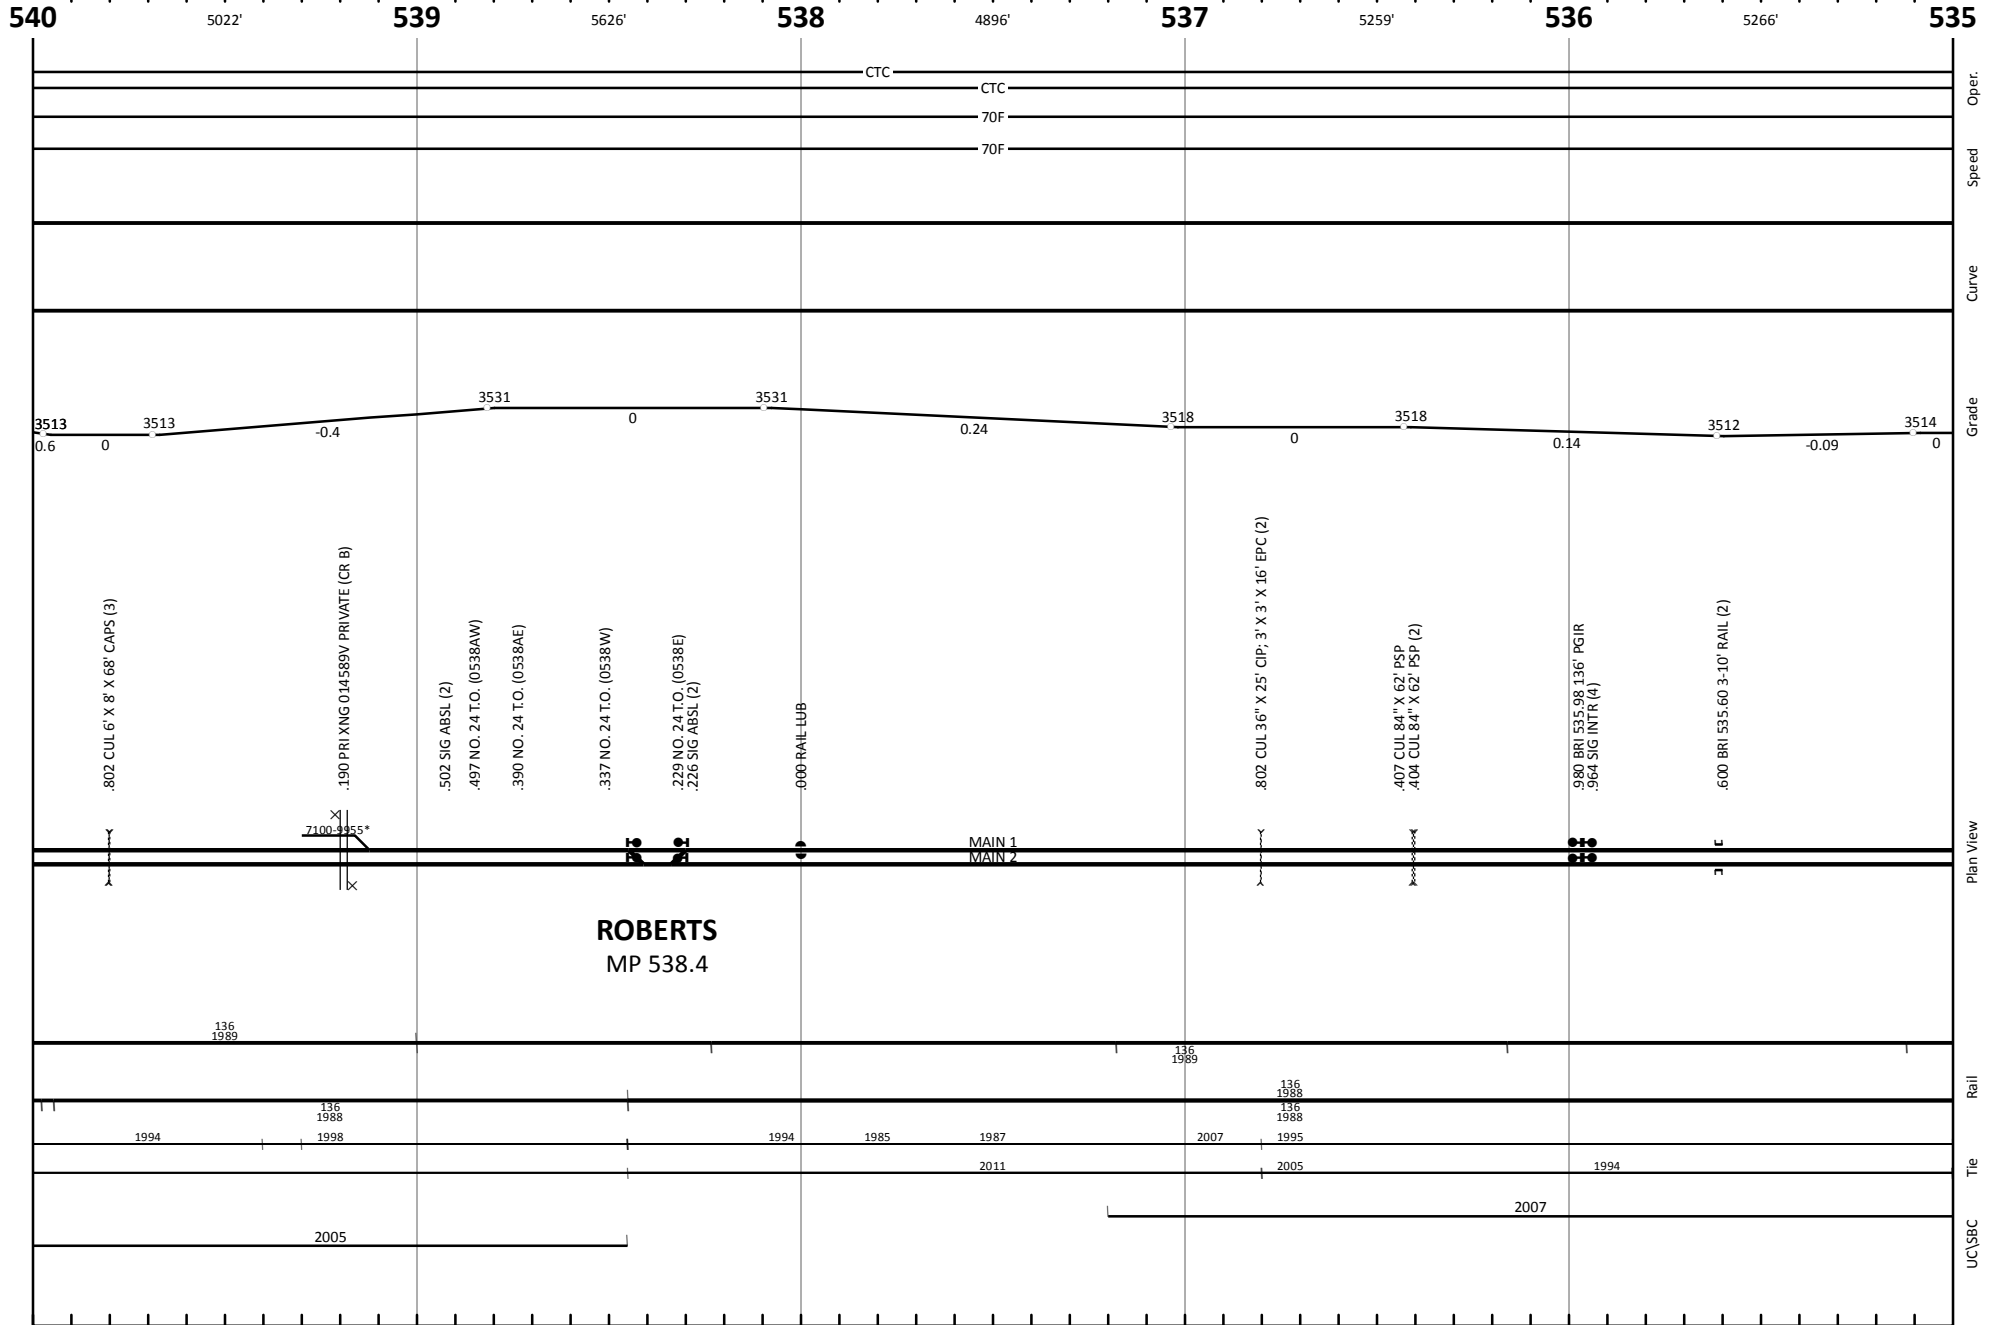 540 5022' 539 5626' 538 4896' 537 5259' 536 5266' 535
CTC
CTC
Oper.
70F
70F
Speed
Curve
3513 3513 3531 3531 3518 3518 3512 3514
0.6 0 -0.4 0 0.24 0 0.14 -0.09 0
Grade
.802 CUL 6' X 8' X 68' CAPS (3)
.190 PRI XNG 014589V PRIVATE (CR B)
.502 SIG ABSL (2)
.497 NO. 24 T.O. (0538AW)
.390 NO. 24 T.O. (0538AE)
.337 NO. 24 T.O. (0538W)
.229 NO. 24 T.O. (0538E)
.226 SIG ABSL (2)
.000 RAIL LUB
.802 CUL 36" X 25' CIP; 3' X 3' X 16' EPC (2)
.407 CUL 84" X 62' PSP
.404 CUL 84" X 62' PSP (2)
.980 BRI 535.98 136' PGIR
.964 SIG INTR (4)
.600 BRI 535.60 3-10' RAIL (2)
7100-9955*
MAIN 1
MAIN 2
Plan View
ROBERTS
MP 538.4
136
1989
136
1989
136
1988
136
1988
136
1988
Rail
1994 1998 1994 1985 1987 2007 1995
2011 2005 1994
Tie
2007
2005
UC\SBC